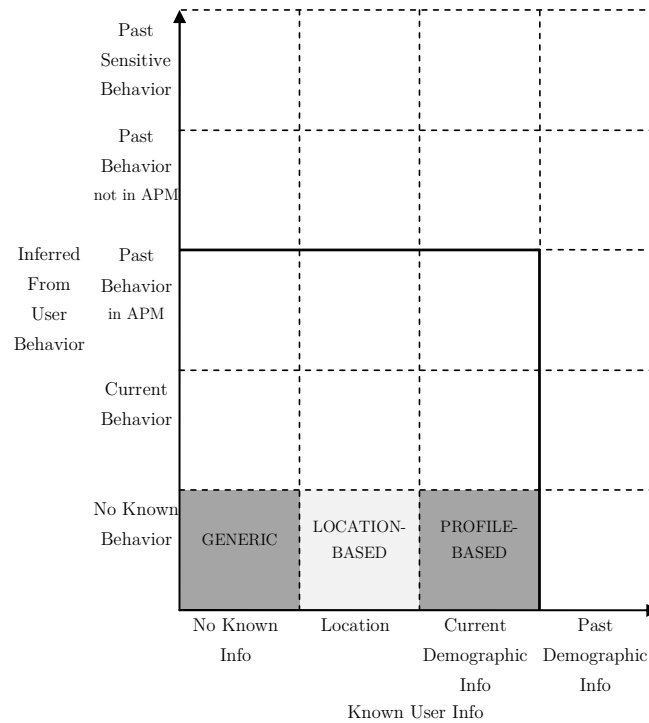 Past
Sensitive
Behavior
Past
Behavior
not in APM
Inferred
From
User
Behavior
Past
Behavior
in APM
Current
Behavior
No Known
Behavior
GENERIC
LOCATION-
BASED
PROFILE-
BASED
No Known
Info
Location
Current
Demographic
Info
Past
Demographic
Info
Known User Info